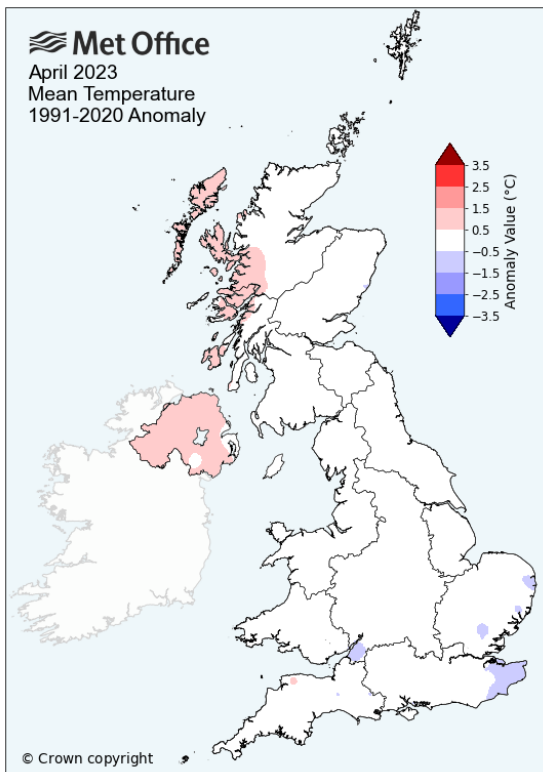 Met Office
April 2023
Mean Temperature
1991-2020 Anomaly
3.5
2.5
1.5
0.5
−0.5
−1.5
−2.5
−3.5
Anomaly Value (°C)
© Crown copyright